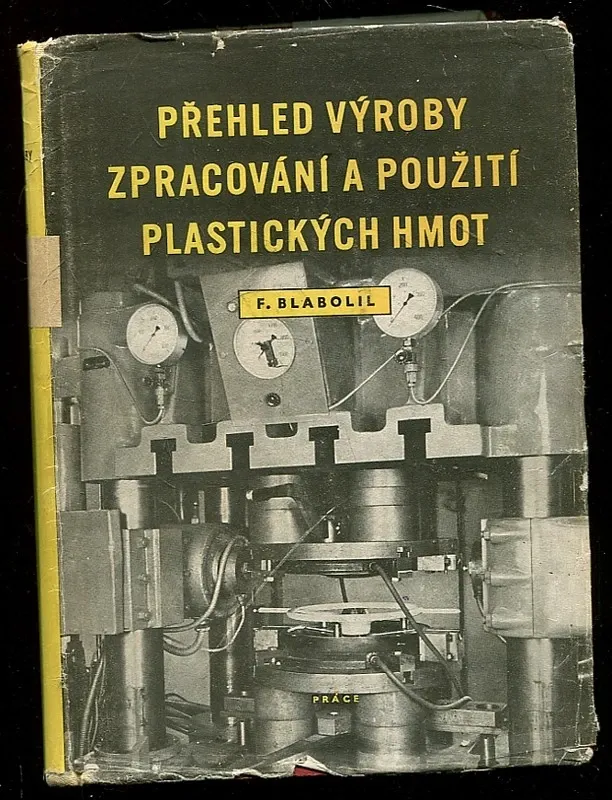 PŘEHLED VÝROBY
ZPRACOVÁNÍ A POUŽITÍ
PLASTICKÝCH HMOT
F. BLABOLIL
PRÁCE